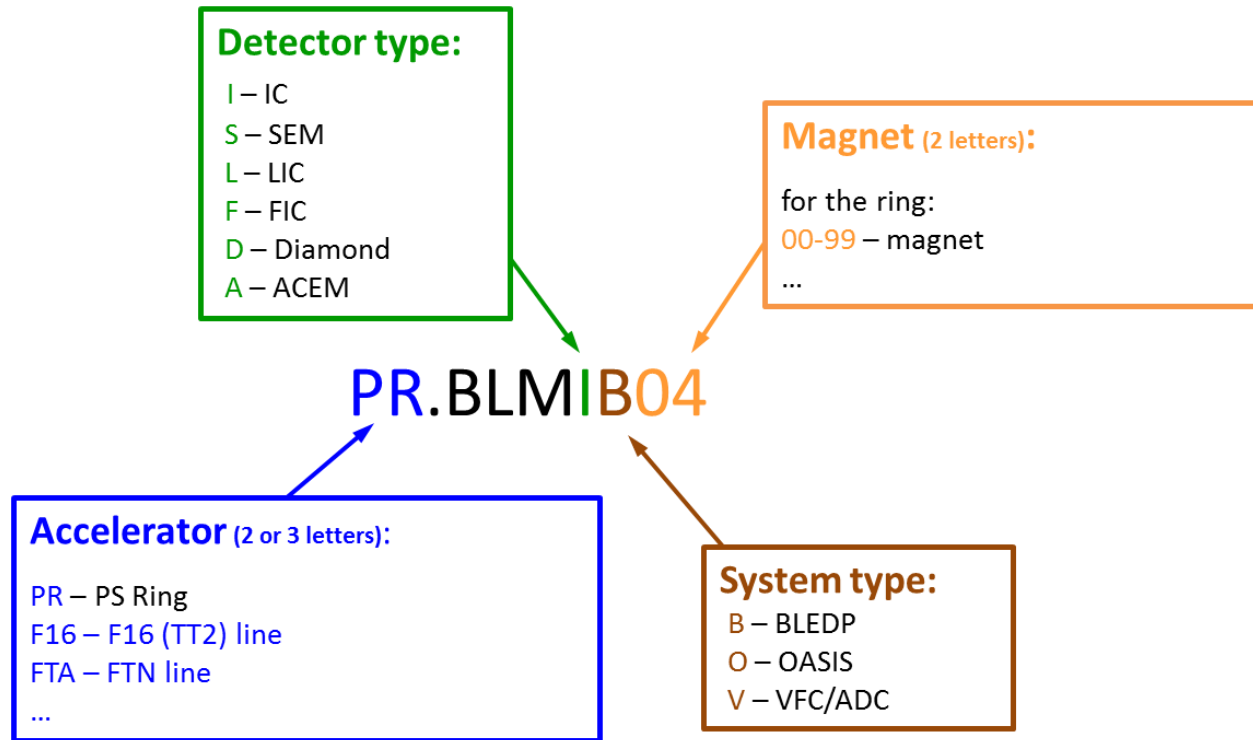 Detector type:
I – IC
S – SEM
L – LIC
F – FIC
D – Diamond
A – ACEM
Magnet (2 letters):
for the ring:
00-99 – magnet
...
PR.BLMIB04
Accelerator (2 or 3 letters):
PR – PS Ring
F16 – F16 (TT2) line
FTA – FTN line
...
System type:
B – BLEDP
O – OASIS
V – VFC/ADC